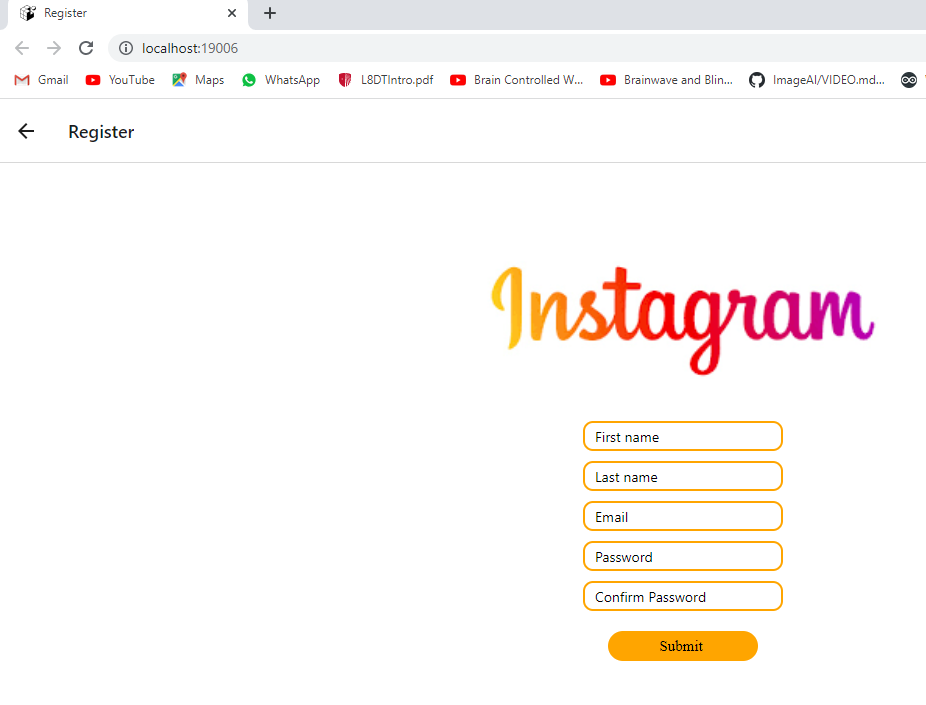 Register
localhost:19006
Gmail YouTube Maps WhatsApp L8DTIntro.pdf Brain Controlled W... Brainwave and Blin... ImageAI/VIDEO.md...
Register
Instagram
First name
Last name
Email
Password
Confirm Password
Submit